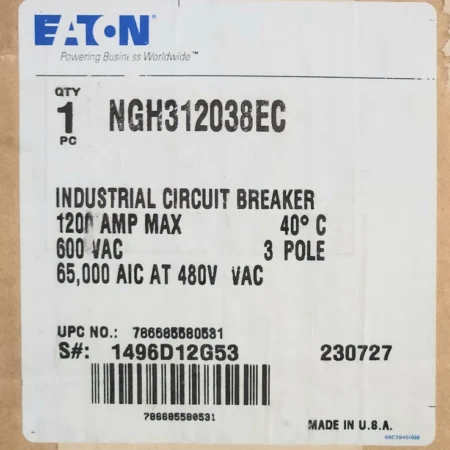 EATON
Powering Business Worldwide™
QTY
1 NGH312038EC
PC
INDUSTRIAL CIRCUIT BREAKER
1200 AMP MAX 40° C
600 VAC 3 POLE
65,000 AIC AT 480V VAC
UPC NO.: 786685580531
S#: 1496D12G53 230727
786685580531
MADE IN U.S.A.